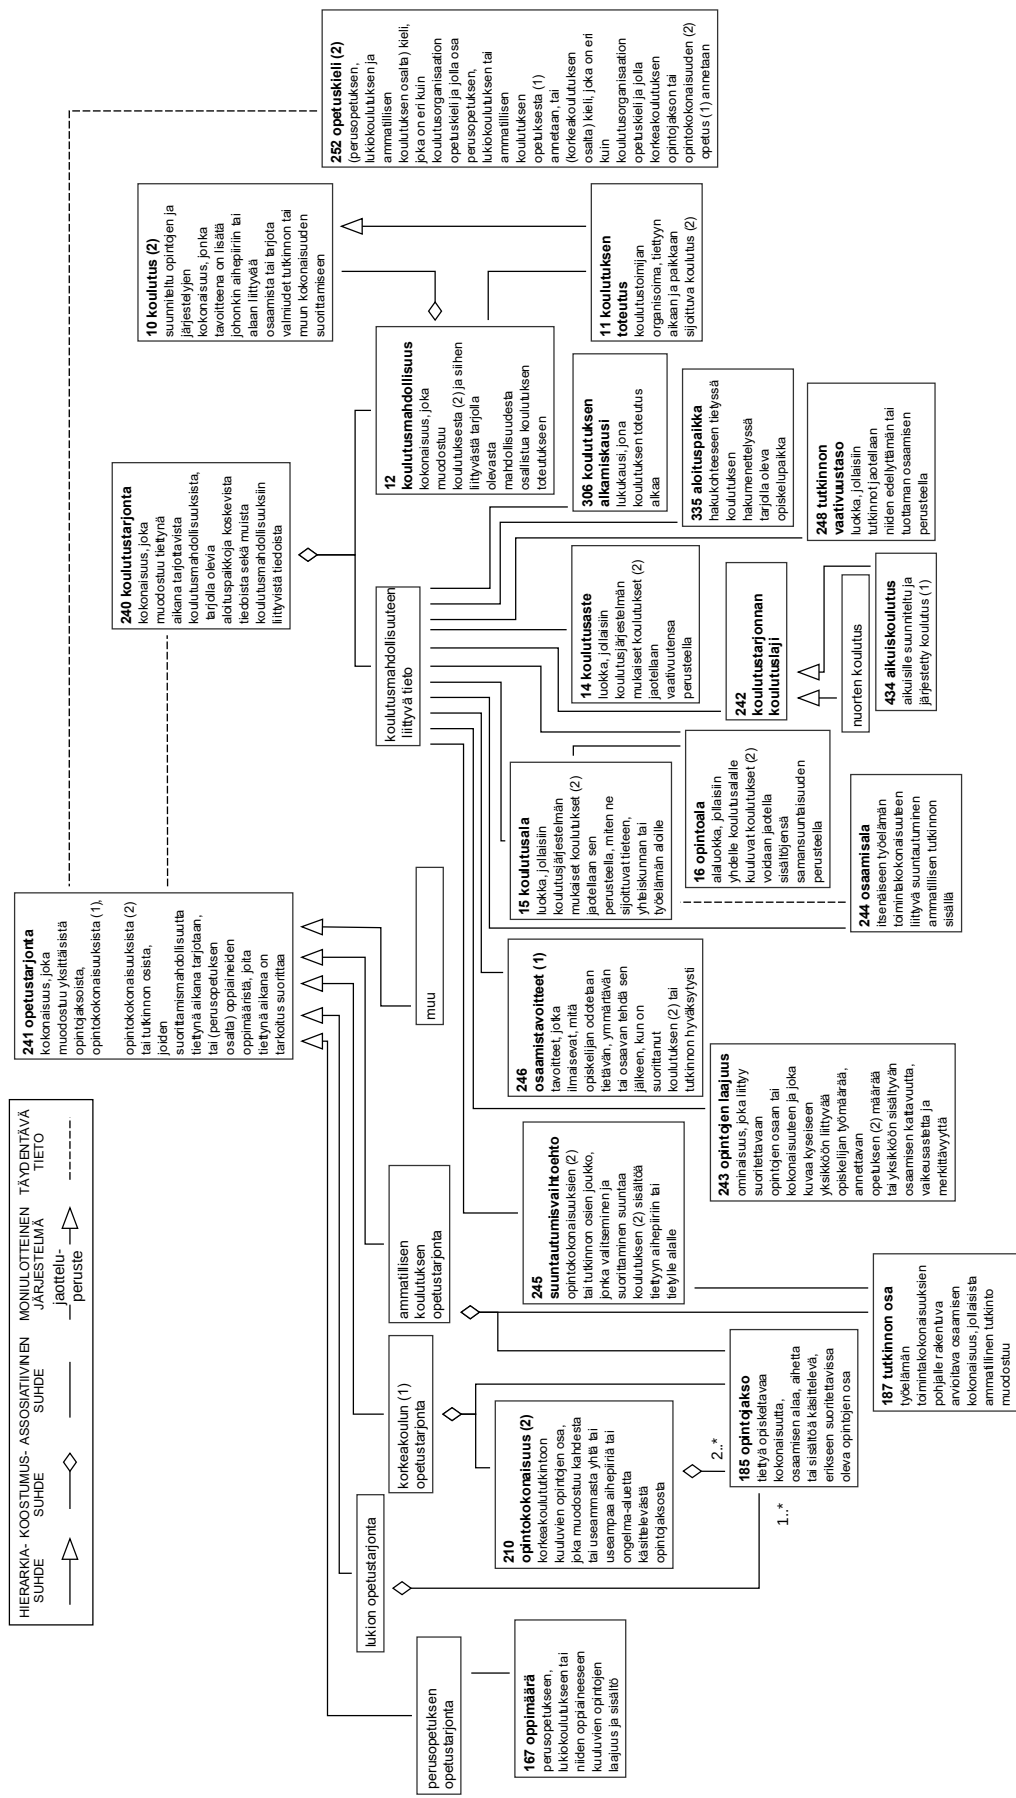 HIERARKIA-
SUHDE
KOOSTUMUS-
SUHDE
ASSOSIATIIVINEN
SUHDE
MONIULOTTEINEN
JÄRJESTELMÄ
TÄYDENTÄVÄ
TIETO
jaottelu-
peruste
241 opetustarjonta
kokonaisuus, joka
muodostuu yksittäisistä
opintojaksoista,
opintokokonaisuuksista (1),
opintokokonaisuuksista (2)
tai tutkinnon osista,
joiden
suorittamismahdollisuutta
tiettynä aikana tarjotaan,
tai (perusopetuksen
osalta) oppiaineiden
oppimääristä, joita
tiettynä aikana on
tarkoitus suorittaa
240 koulutustarjonta
kokonaisuus, joka
muodostuu tiettynä
aikana tarjottavista
koulutusmahdollisuuksista,
tarjolla olevia
aloituspaikkoja koskevista
tiedoista sekä muista
koulutusmahdollisuuksiin
liittyvistä tiedoista
10 koulutus (2)
suunniteltu opintojen ja
järjestelyjen
kokonaisuus, jonka
tavoitteena on lisätä
johonkin aihepiiriin tai
alaan liittyvää
osaamista tai tarjota
valmiudet tutkinnon tai
muun kokonaisuuden
suorittamiseen
252 opetuskieli (2)
(perusopetuksen,
lukiokoulutuksen ja
ammatillisen
koulutuksen osalta) kieli,
joka on eri kuin
koulutusorganisaation
opetuskieli ja jolla osa
perusopetuksen,
lukiokoulutuksen tai
ammatillisen
koulutuksen
opetuksesta (1)
annetaan, tai
(korkeakoulutuksen
osalta) kieli, joka on eri
kuin
koulutusorganisaation
opetuskieli ja jolla
korkeakoulutuksen
opintojakson tai
opintokokonaisuuden (2)
opetus (1) annetaan
perusopetuksen
opetustarjonta
lukion opetustarjonta
korkeakoulun (1)
opetustarjonta
ammatillisen
koulutuksen
opetustarjonta
muu
koulutusmahdollisuuteen
liittyvä tieto
12
koulutusmahdollisuus
kokonaisuus, joka
muodostuu
koulutuksesta (2) ja siihen
liittyvästä tarjolla
olevasta
mahdollisuudesta
osallistua koulutuksen
toteutukseen
11 koulutuksen
toteutus
koulutustoimijan
organisoima, tiettyyn
aikaan ja paikkaan
sijoittuva koulutus (2)
167 oppimäärä
perusopetukseen,
lukiokoulutukseen tai
niiden oppiaineeseen
kuuluvien opintojen
laajuus ja sisältö
210
opintokokonaisuus (2)
korkeakoulututkintoon
kuuluvien opintojen osa,
joka muodostuu kahdesta
tai useammasta yhtä tai
useampaa aihepiiriä tai
ongelma-aluetta
käsittelevästä
opintojaksosta
2..*
1..*
185 opintojakso
tiettyä opiskeltavaa
kokonaisuutta,
osaamisen alaa, aihetta
tai sisältöä käsittelevä,
erikseen suoritettavissa
oleva opintojen osa
187 tutkinnon osa
työelämän
toimintakokonaisuuksien
pohjalle rakentuva
arvioitava osaamisen
kokonaisuus, jollaisista
ammatillinen tutkinto
muodostuu
245
suuntautumisvaihtoehto
opintokokonaisuuksien (2)
tai tutkinnon osien joukko,
jonka valitseminen ja
suorittaminen suuntaa
koulutuksen (2) sisältöä
tiettyyn aihepiiriin tai
tietylle alalle
243 opintojen laajuus
ominaisuus, joka liittyy
suoritettavaan
opintojen osaan tai
kokonaisuuteen ja joka
kuvaa kyseiseen
yksikköön liittyvää
opiskelijan työmäärää,
annettavan
opetuksen (2) määrää
tai yksikköön sisältyvän
osaamisen kattavuutta,
vaikeusastetta ja
merkittävyyttä
246
osaamistavoitteet (1)
tavoitteet, jotka
ilmaisevat, mitä
opiskelijan odotetaan
tietävän, ymmärtävän
tai osaavan tehdä sen
jälkeen, kun on
suorittanut
koulutuksen (2) tai
tutkinnon hyväksytysti
15 koulutusala
luokka, jollaisiin
koulutusjärjestelmän
mukaiset koulutukset (2)
jaotellaan sen
perusteella, miten ne
sijoittuvat tieteen,
yhteiskunnan tai
työelämän aloille
244 osaamisala
itsenäiseen työelämän
toimintakokonaisuuteen
liittyvä suuntautuminen
ammatillisen tutkinnon
sisällä
16 opintoala
alaluokka, jollaisiin
yhdelle koulutusalalle
kuuluvat koulutukset (2)
voidaan jaotella
sisältöjensä
samansuuntaisuuden
perusteella
242
koulutustarjonnan
koulutuslaji
nuorten koulutus
434 aikuiskoulutus
aikuisille suunniteltu ja
järjestetty koulutus (1)
14 koulutusaste
luokka, jollaisiin
koulutusjärjestelmän
mukaiset koulutukset (2)
jaotellaan
vaativuutensa
perusteella
248 tutkinnon
vaativuustaso
luokka, jollaisiin
tutkinnot jaotellaan
niiden edellyttämän tai
tuottaman osaamisen
perusteella
335 aloituspaikka
hakukohteeseen tietyssä
koulutuksen
hakumenettelyssä
tarjolla oleva
opiskelupaikka
306 koulutuksen
alkamiskausi
lukukausi, jona
koulutuksen toteutus
alkaa